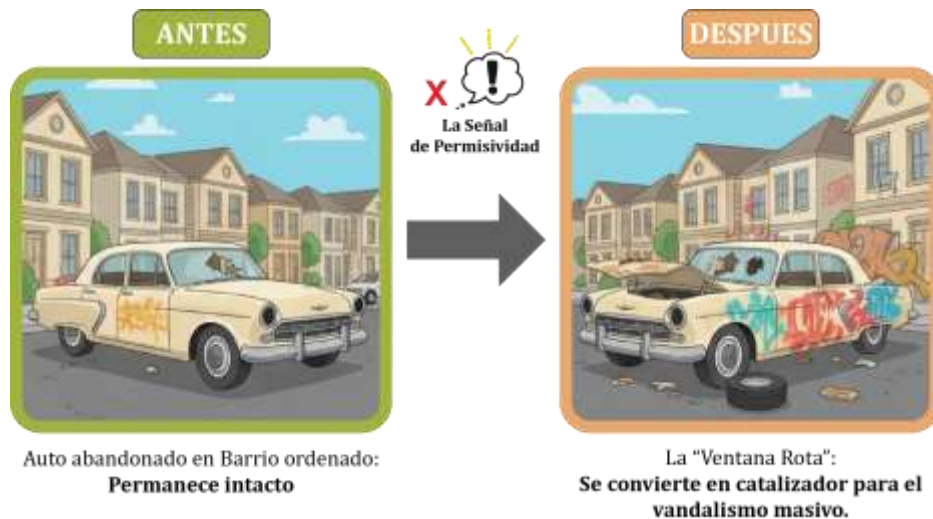 ANTES
DESPUES
!
X
La Señal
de Permisividad
Auto abandonado en Barrio ordenado:
Permanece intacto
La “Ventana Rota”:
Se convierte en catalizador para el
vandalismo masivo.